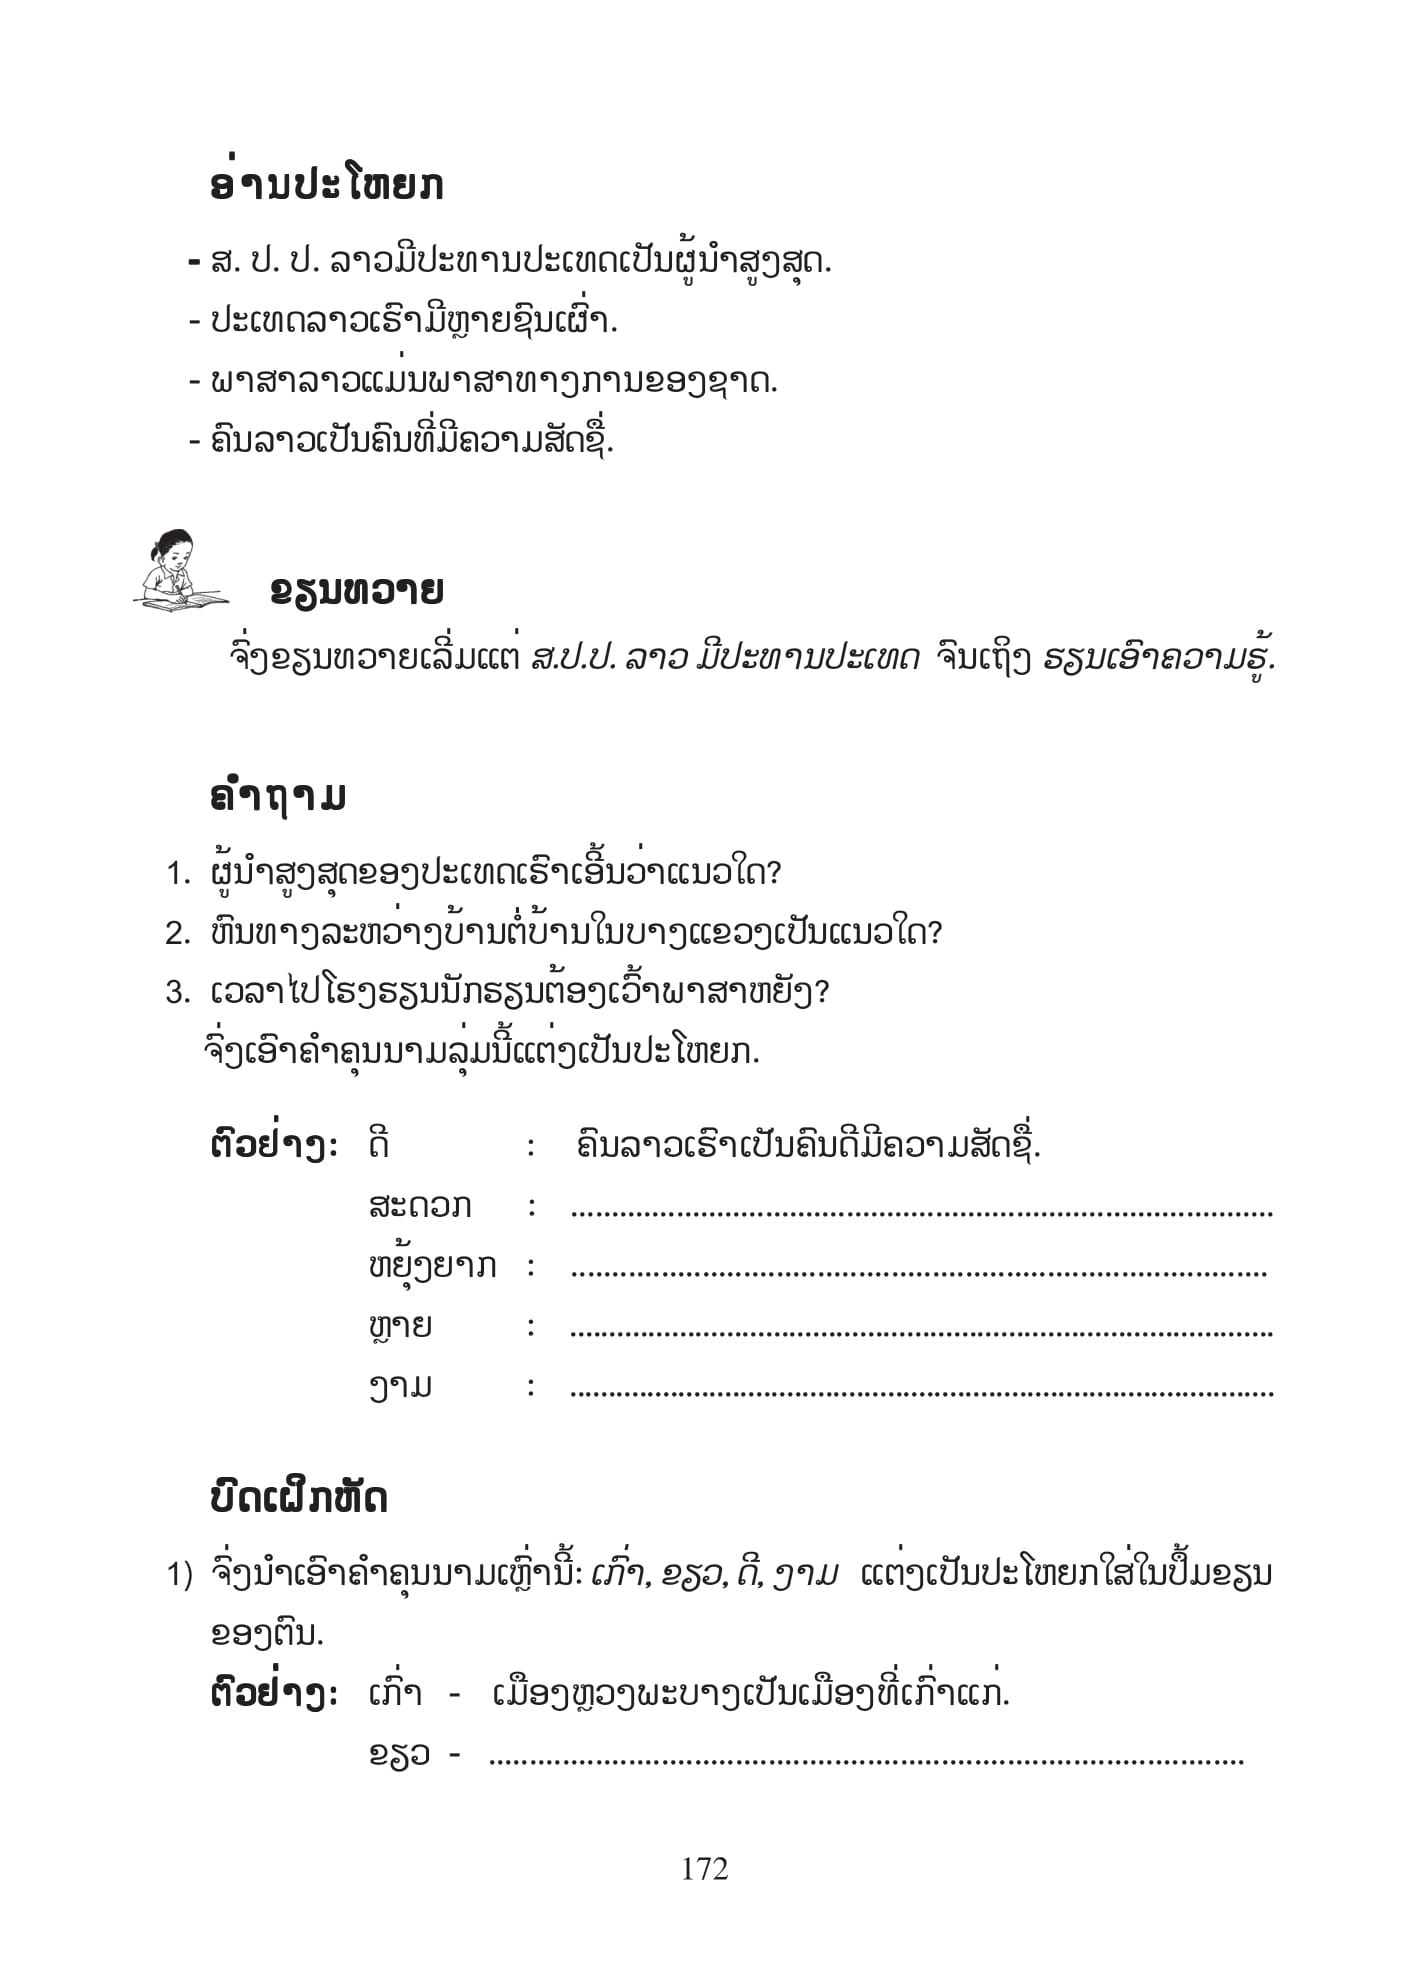 ອ່ານປະໂຫຍກ
- ສ. ປ. ປ. ລາວມີປະທານປະເທດເປັນຜູ້ນຳສູງສຸດ.
- ປະເທດລາວເຮົາມີຫຼາຍຊົນເຜົ່າ.
- ພາສາລາວແມ່ນພາສາທາງການຂອງຊາດ.
- ຄົນລາວເປັນຄົນທີ່ມີຄວາມສັດຊື່.
ຂຽນທວາຍ
ຈົ່ງຂຽນທວາຍເລີ່ມແຕ່ ສ.ປ.ປ. ລາວ ມີປະທານປະເທດ ຈົນເຖິງ ຮຽນເອົາຄວາມຮູ້.
ຄຳຖາມ
1. ຜູ້ນຳສູງສຸດຂອງປະເທດເຮົາເອີ້ນວ່າແນວໃດ?
2. ຫົນທາງລະຫວ່າງບ້ານຕໍ່ບ້ານໃນບາງແຂວງເປັນແນວໃດ?
3. ເວລາໄປໂຮງຮຽນນັກຮຽນຕ້ອງເວົ້າພາສາຫຍັງ?
ຈົ່ງເອົາຄຳຄຸນນາມລຸ່ມນີ້ແຕ່ງເປັນປະໂຫຍກ.
ຕົວຢ່າງ: ດີ : ຄົນລາວເຮົາເປັນຄົນດີມີຄວາມສັດຊື່.
ສະດວກ : ......................................................................................
ຫຍຸ້ງຍາກ : .....................................................................................
ຫຼາຍ : ......................................................................................
ງາມ : ......................................................................................
ບົດເຝິກຫັດ
1) ຈົ່ງນຳເອົາຄຳຄຸນນາມເຫຼົ່ານີ້: ເກົ່າ, ຂຽວ, ດີ, ງາມ ແຕ່ງເປັນປະໂຫຍກໃສ່ໃນປຶ້ມຂຽນ
ຂອງຕົນ.
ຕົວຢ່າງ: ເກົ່າ - ເມືອງຫຼວງພະບາງເປັນເມືອງທີ່ເກົ່າແກ່.
ຂຽວ - ............................................................................................
172